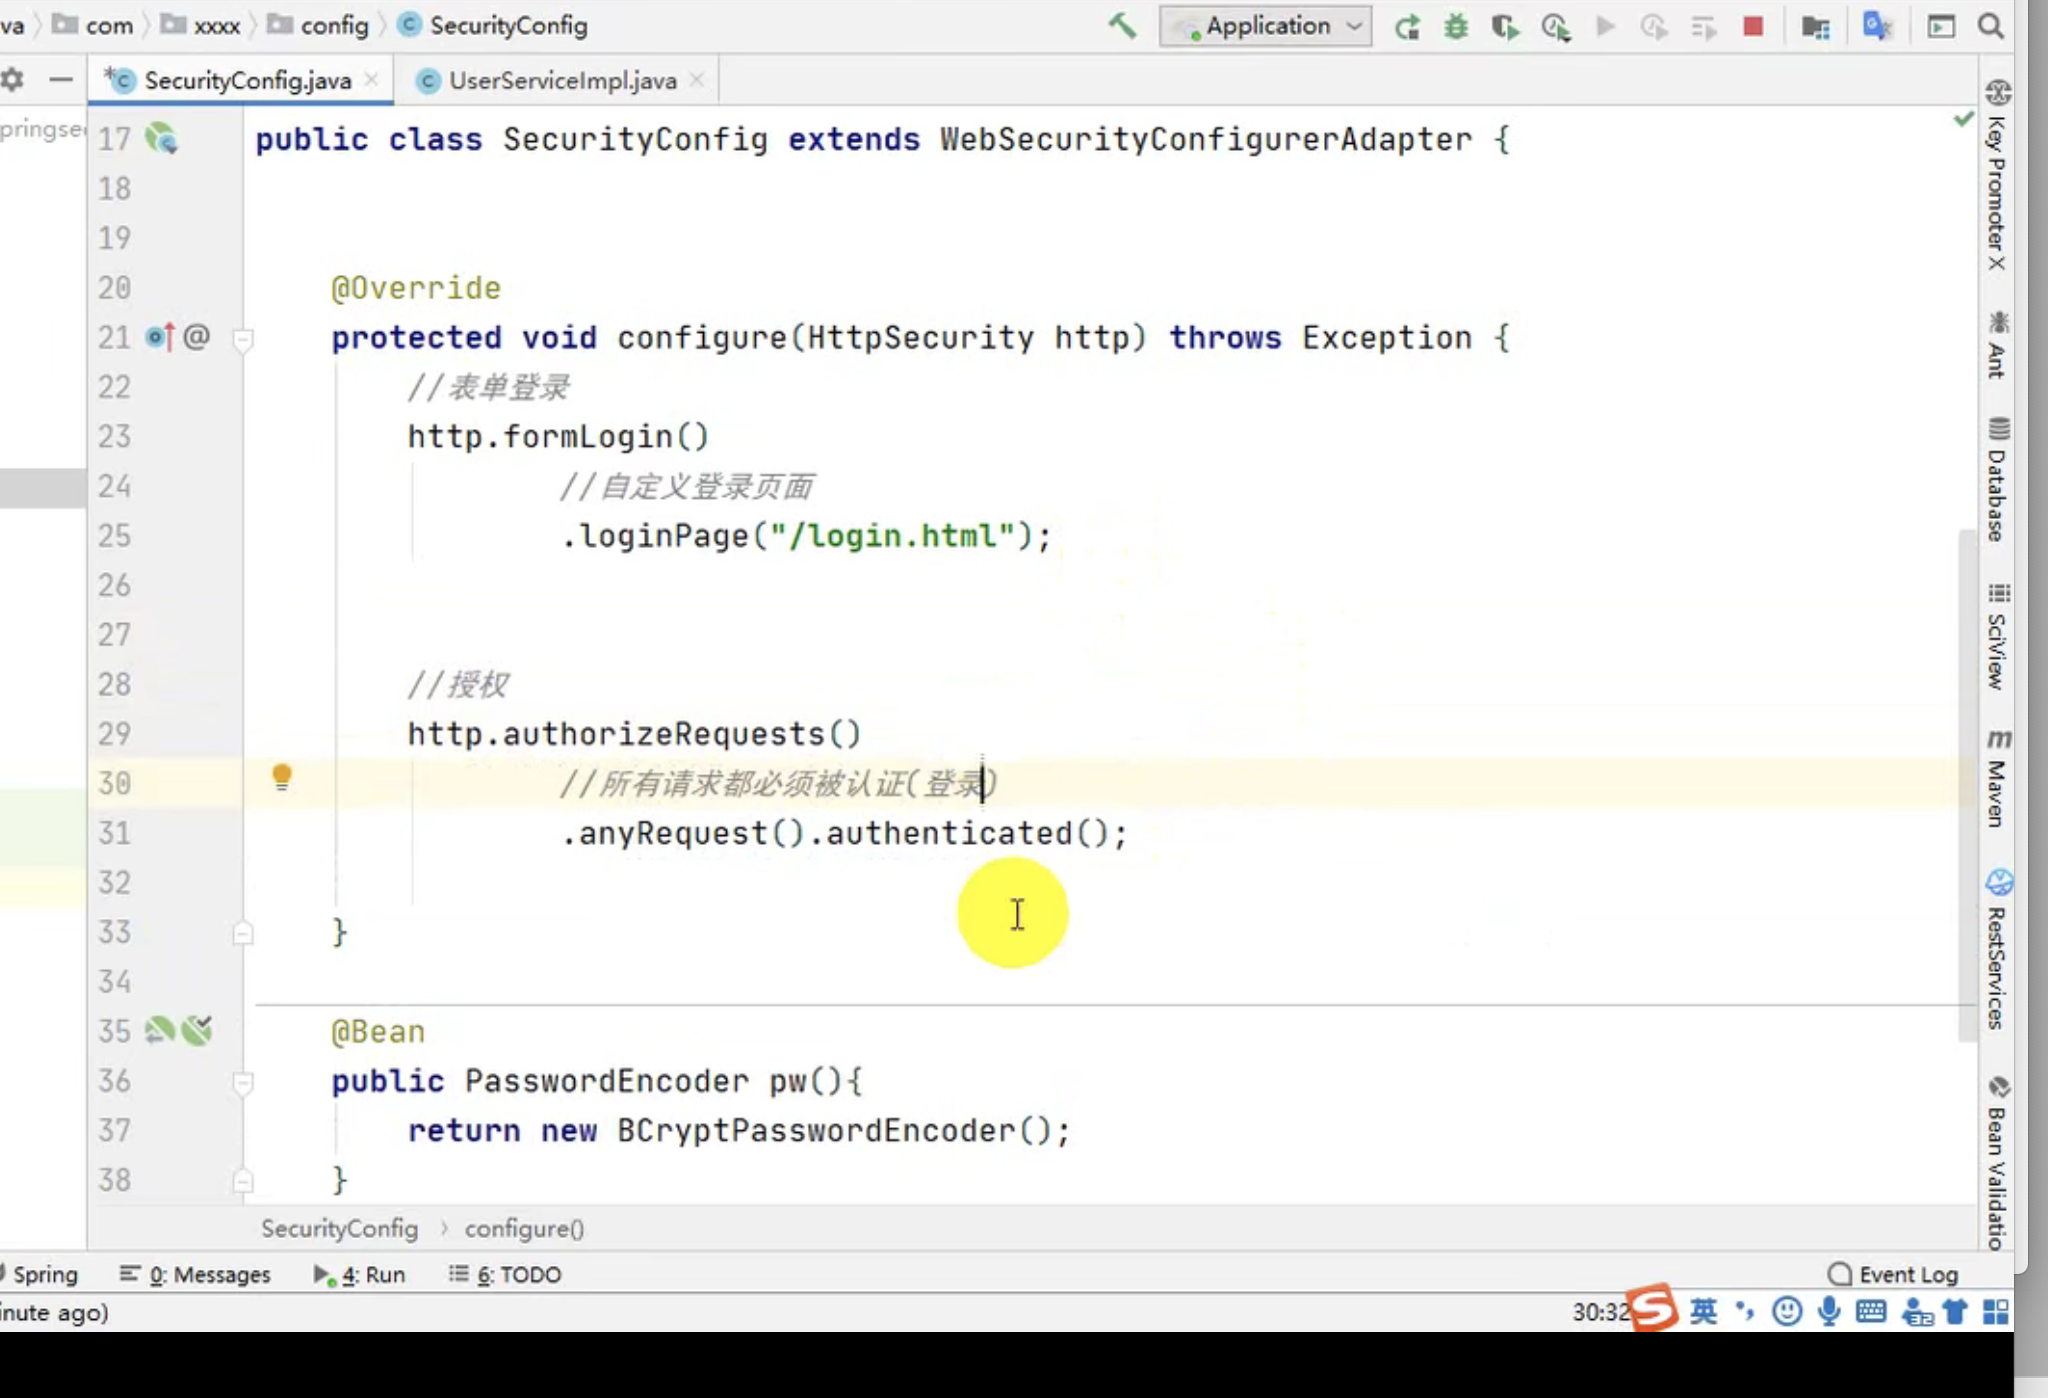 va com xxxx config SecurityConfig Application
SecurityConfig.java UserServiceImpl.java
pringse
17 public class SecurityConfig extends WebSecurityConfigurerAdapter {
18
19
20 @Override
21 @ protected void configure(HttpSecurity http) throws Exception {
22 //表单登录
23 http.formLogin()
24 //自定义登录页面
25 .loginPage("/login.html");
26
27
28 //授权
29 http.authorizeRequests()
30 //所有请求都必须被认证(登录)
31 .anyRequest().authenticated();
32
33 }
34
35 @Bean
36 public PasswordEncoder pw(){
37 return new BCryptPasswordEncoder();
38 }
SecurityConfig configure()
Key Promoter X
Ant
Database
SciView
Maven
RestServices
Bean Validatio
Spring 0: Messages 4: Run 6: TODO Event Log
inute ago) 30:32 英